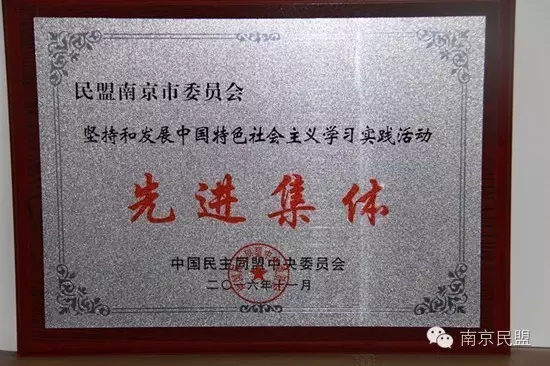 民盟南京市委员会
坚持和发展中国特色社会主义学习实践活动
先进集体
中国民主同盟中央委员会
二〇一六年十一月
南京民盟